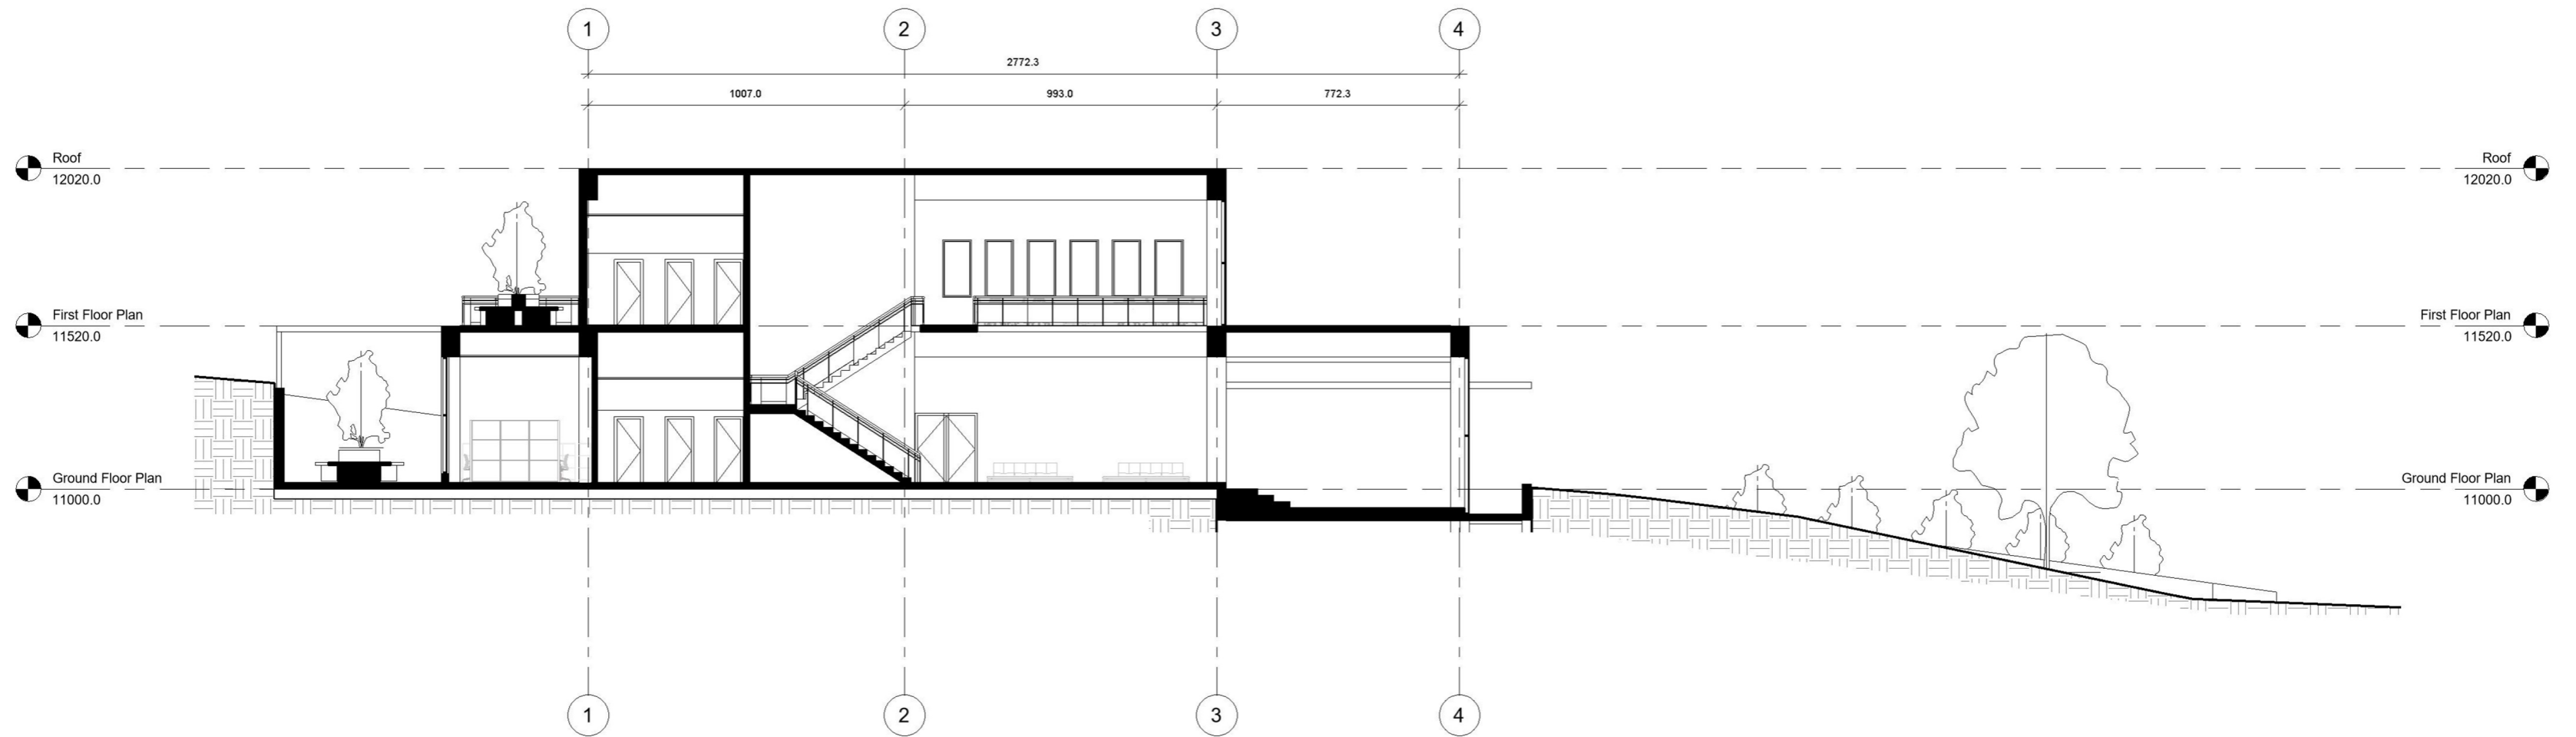 1 2 3 4
2772.3
1007.0 993.0 772.3
Roof Roof
12020.0 12020.0
First Floor Plan First Floor Plan
11520.0 11520.0
Ground Floor Plan Ground Floor Plan
11000.0 11000.0
1 2 3 4